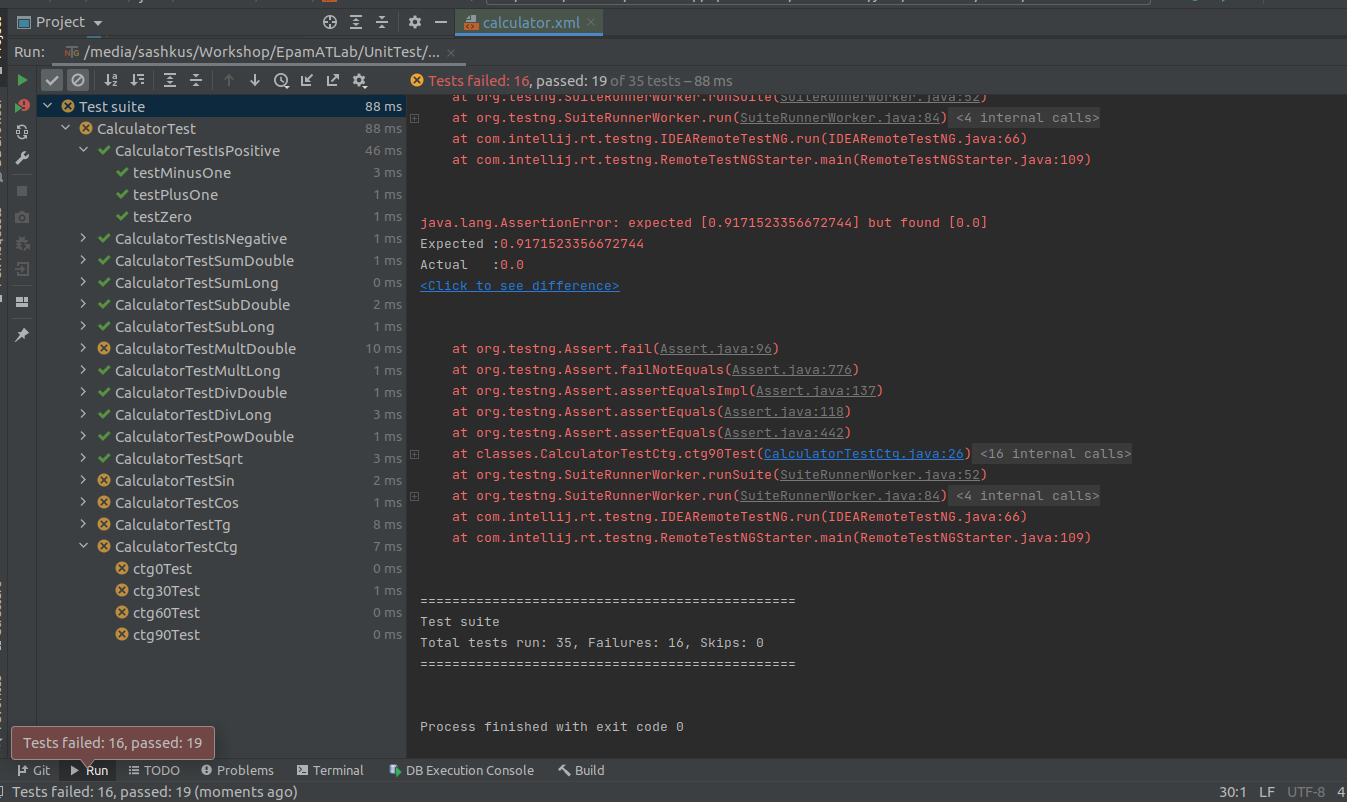 Project
calculator.xml
Run: /media/sashkus/Workshop/EpamATLab/UnitTest/...
Tests failed: 16, passed: 19 of 35 tests – 88 ms
Test suite 88 ms
CalculatorTest 88 ms
CalculatorTestIsPositive 46 ms
testMinusOne 3 ms
testPlusOne 1 ms
testZero 1 ms
CalculatorTestIsNegative 1 ms
CalculatorTestSumDouble 1 ms
CalculatorTestSumLong 0 ms
CalculatorTestSubDouble 2 ms
CalculatorTestSubLong 1 ms
CalculatorTestMultDouble 10 ms
CalculatorTestMultLong 1 ms
CalculatorTestDivDouble 1 ms
CalculatorTestDivLong 3 ms
CalculatorTestPowDouble 1 ms
CalculatorTestSqrt 3 ms
CalculatorTestSin 2 ms
CalculatorTestCos 1 ms
CalculatorTestTg 8 ms
CalculatorTestCtg 7 ms
ctg0Test 0 ms
ctg30Test 1 ms
ctg60Test 0 ms
ctg90Test 0 ms
at org.testng.SuiteRunnerWorker.runSuite(SuiteRunnerWorker.java:52)
at org.testng.SuiteRunnerWorker.run(SuiteRunnerWorker.java:84) <4 internal calls>
at com.intellij.rt.testng.IDEARemoteTestNG.run(IDEARemoteTestNG.java:66)
at com.intellij.rt.testng.RemoteTestNGStarter.main(RemoteTestNGStarter.java:109)
java.lang.AssertionError: expected [0.9171523356672744] but found [0.0]
Expected :0.9171523356672744
Actual :0.0
<Click to see difference>
at org.testng.Assert.fail(Assert.java:96)
at org.testng.Assert.failNotEquals(Assert.java:776)
at org.testng.Assert.assertEqualsImpl(Assert.java:137)
at org.testng.Assert.assertEquals(Assert.java:118)
at org.testng.Assert.assertEquals(Assert.java:442)
at classes.CalculatorTestCtg.ctg90Test(CalculatorTestCtg.java:26) <16 internal calls>
at org.testng.SuiteRunnerWorker.runSuite(SuiteRunnerWorker.java:52)
at org.testng.SuiteRunnerWorker.run(SuiteRunnerWorker.java:84) <4 internal calls>
at com.intellij.rt.testng.IDEARemoteTestNG.run(IDEARemoteTestNG.java:66)
at com.intellij.rt.testng.RemoteTestNGStarter.main(RemoteTestNGStarter.java:109)
===============================================
Test suite
Total tests run: 35, Failures: 16, Skips: 0
===============================================
Process finished with exit code 0
Tests failed: 16, passed: 19
Git Run TODO Problems Terminal DB Execution Console Build
Tests failed: 16, passed: 19 (moments ago) 30:1 LF UTF-8 4